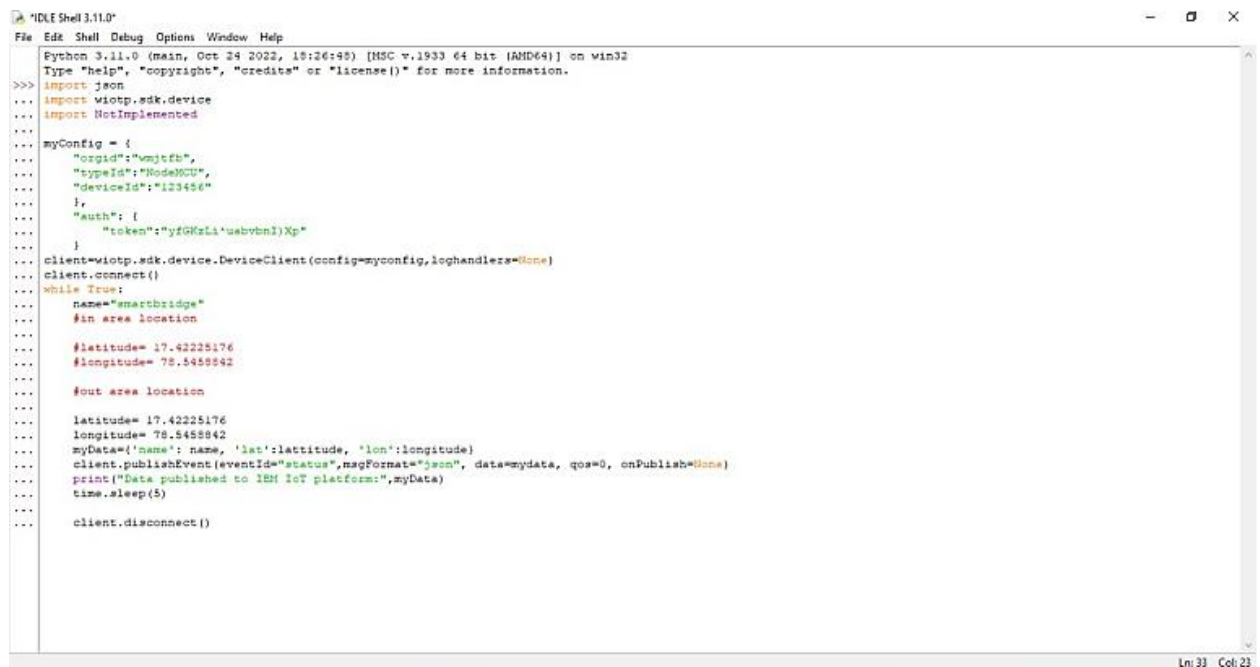 *IDLE Shell 3.11.0*
File Edit Shell Debug Options Window Help
Python 3.11.0 (main, Oct 24 2022, 18:26:48) [MSC v.1933 64 bit (AMD64)] on win32
Type "help", "copyright", "credits" or "license()" for more information.
>>> import json
... import wiotp.sdk.device
... import NotImplemented
...
... myConfig = {
...     "orgid":"wmjtfb",
...     "typeId":"NodeMCU",
...     "deviceId":"123456"
...     },
...     "auth": {
...         "token":"yfGKzLi*uabvbnI)Xp"
...     }
... client=wiotp.sdk.device.DeviceClient(config=myconfig,loghandlers=None)
... client.connect()
... while True:
...     name="smartbridge"
...     #in area location
...
...     #latitude= 17.42225176
...     #longitude= 78.5458842
...
...     #out area location
...
...     latitude= 17.42225176
...     longitude= 78.5458842
...     myData={'name': name, 'lat':lattitude, 'lon':longitude}
...     client.publishEvent(eventId="status",msgFormat="json", data=mydata, qos=0, onPublish=None)
...     print("Data published to IBM IoT platform:",myData)
...     time.sleep(5)
...
...     client.disconnect()
Ln: 33 Col: 23